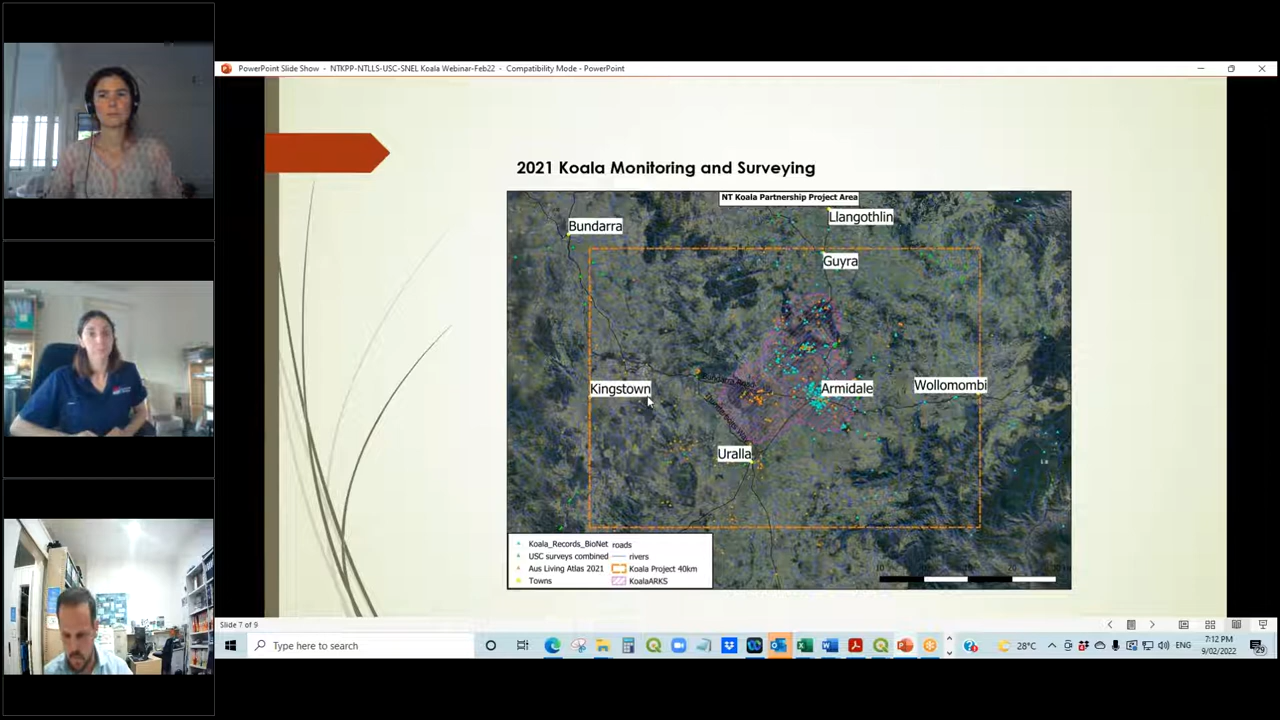 PowerPoint Slide Show - NTKPP-NTLLS-USC-SNEL Koala Webinar-Feb22 - Compatibility Mode - PowerPoint
2021 Koala Monitoring and Surveying
NT Koala Partnership Project Area
Llangothlin
Bundarra
Guyra
Kingstown
Bundarra Road
Armidale
Wollomombi
Uralla
Koala_Records_BioNet
roads
USC surveys combined
rivers
Aus Living Atlas 2021
Koala Project 40km
Towns
KoalaARKS
Slide 7 of 9
Type here to search
28°C
ENG
7:12 PM
9/02/2022
29